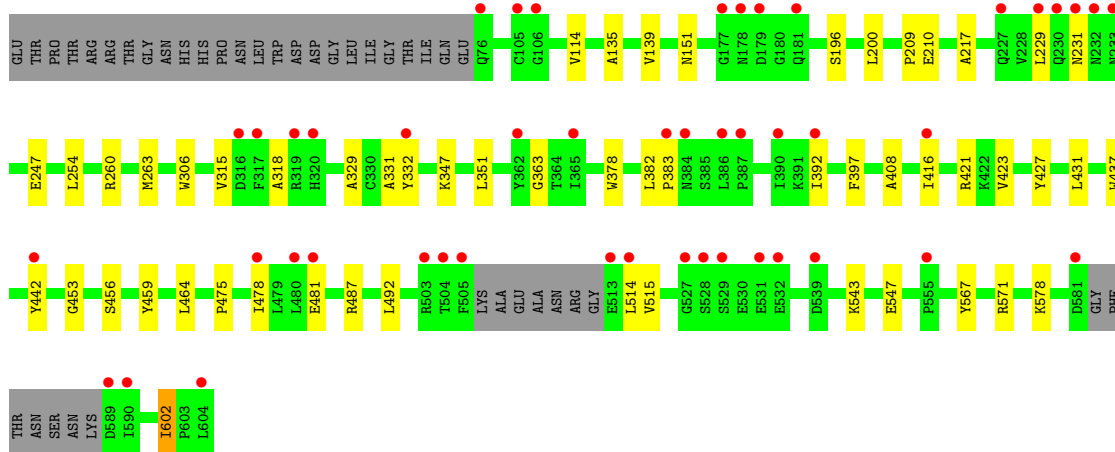 GLU THR PRO THR ARG ARG THR GLY ASN HIS HIS PRO ASN LEU TRP ASP ASP GLY LEU ILE GLY THR ILE GLN GLU Q76 C105 G106 V114 A135 V139 N151 G177 N178 D179 G180 Q181 S196 L200 P209 E210 A217 Q227 V228 L229 Q230 N231 N232 N233
E247 L254 R260 M263 W306 V315 D316 F317 A318 R319 H320 A329 C330 A331 Y332 K347 L351 Y362 G363 T364 I365 W378 L382 P383 N384 S385 L386 P387 I390 K391 I392 F397 A408 I416 R421 K422 V423 Y427 L431 W437
Y442 G453 S456 Y459 L464 P475 I478 L479 L480 E481 R487 L492 R503 T504 F505 LYS ALA GLU ALA ASN ARG GLY E513 L514 V515 G527 S528 S529 E530 E531 E532 D539 K543 E547 P555 Y567 R571 K578 D581 GLY PHE
THR ASN SER ASN LYS D589 I590 I602 P603 L604